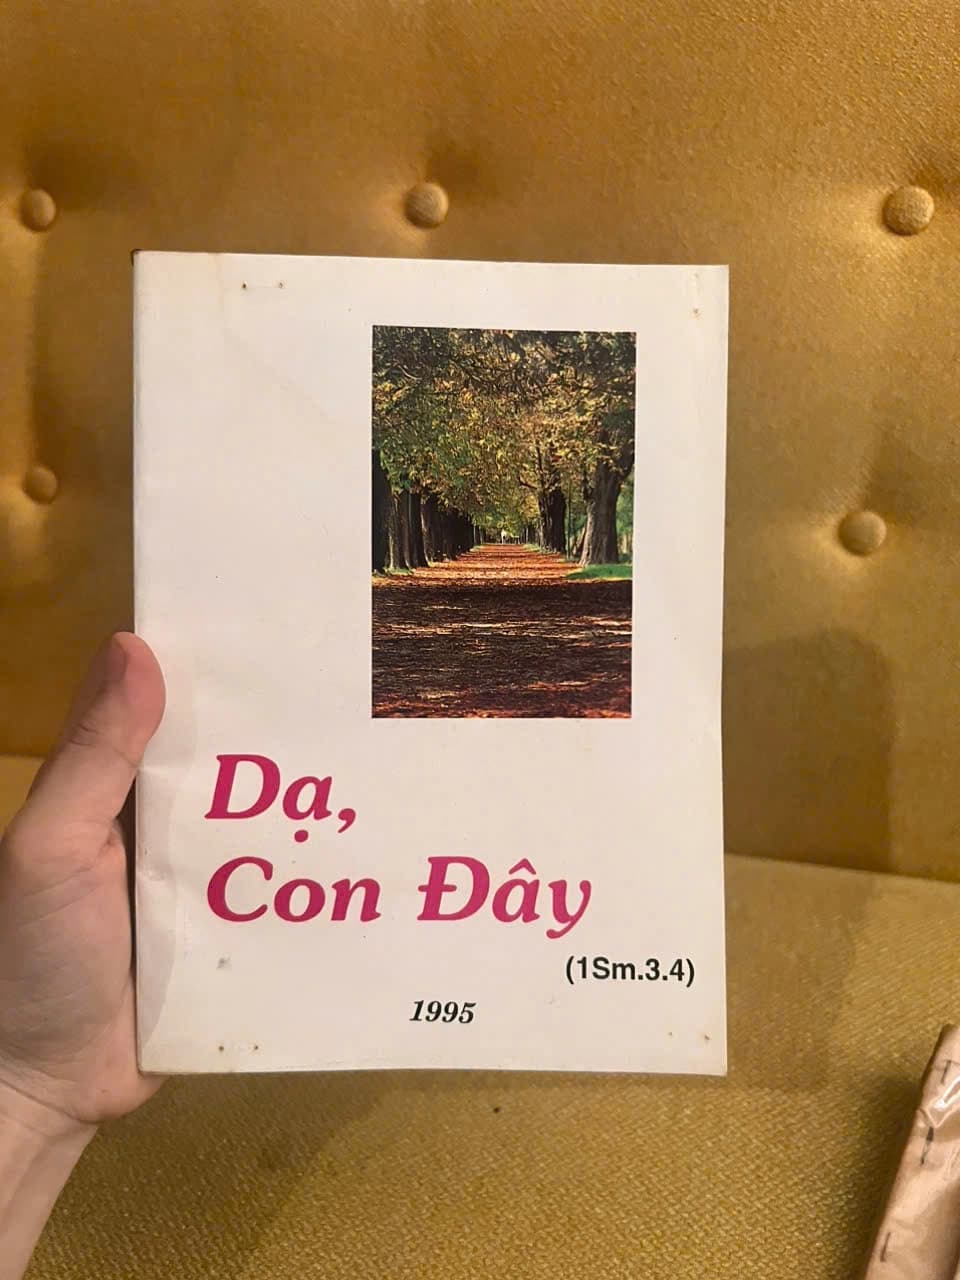 Dạ,
Con Đây
(1Sm.3.4)
1995